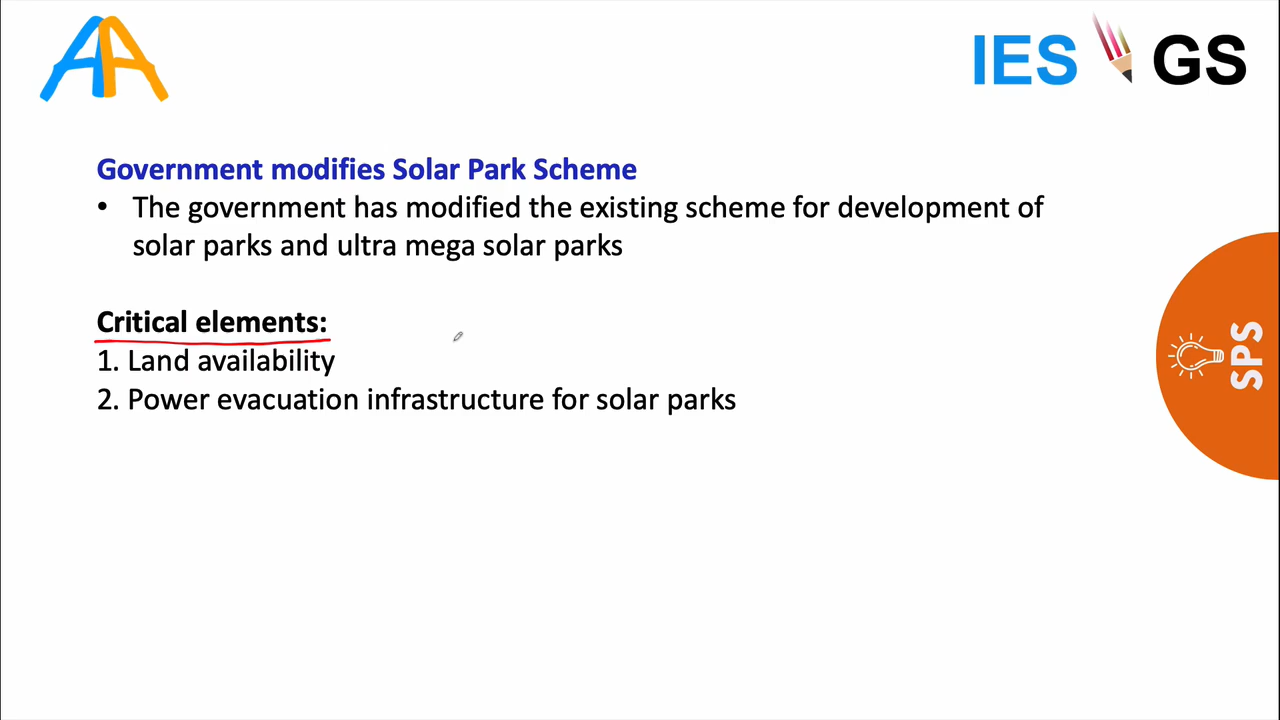 AA
IES GS
Government modifies Solar Park Scheme
• The government has modified the existing scheme for development of
solar parks and ultra mega solar parks
Critical elements:
1. Land availability
2. Power evacuation infrastructure for solar parks
SPS